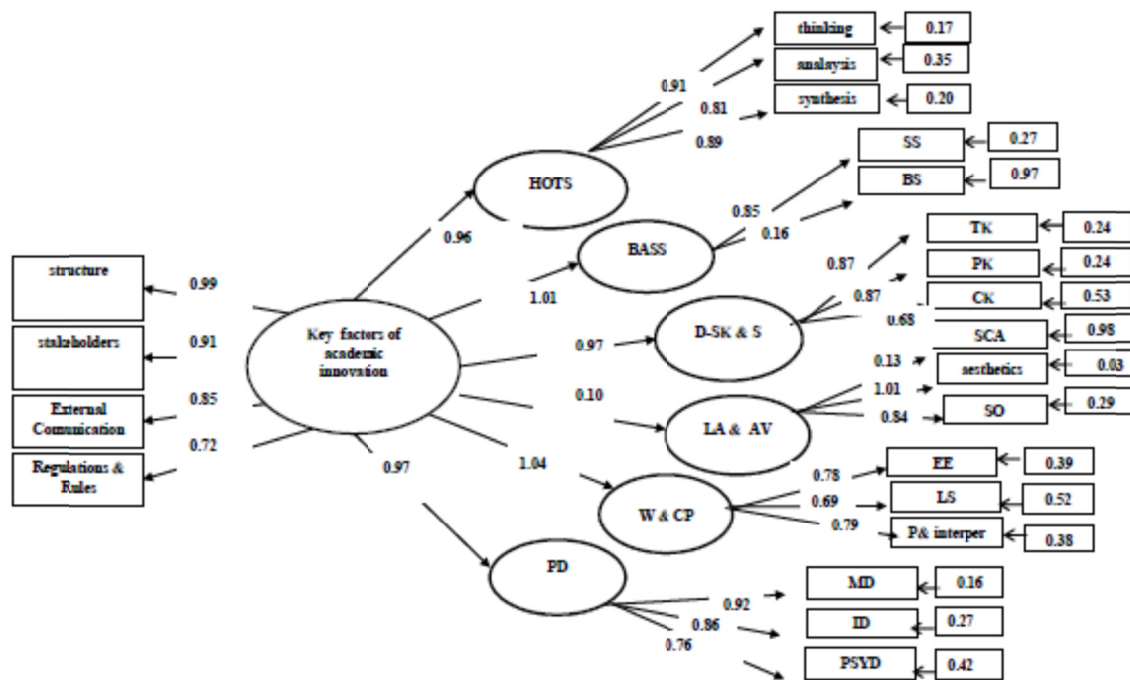 thinking
0.17
analaysis
0.35
synthesis
0.20
0.91
0.81
0.89
SS
0.27
BS
0.97
HOTS
0.85
0.16
0.96
BASS
TK
0.24
PK
0.24
CK
0.53
SCA
0.98
aesthetics
0.03
SO
0.29
0.87
0.87
0.68
structure
0.99
1.01
D-SK & S
0.97
stakeholders
0.91
Key factors of
academic
innovation
0.10
0.13
1.01
0.84
External
Comunication
0.85
LA & AV
Regulations &
Rules
0.72
0.97
1.04
EE
0.39
LS
0.52
P& interper
0.38
0.78
0.69
0.79
W & CP
PD
MD
0.16
ID
0.27
PSYD
0.42
0.92
0.86
0.76